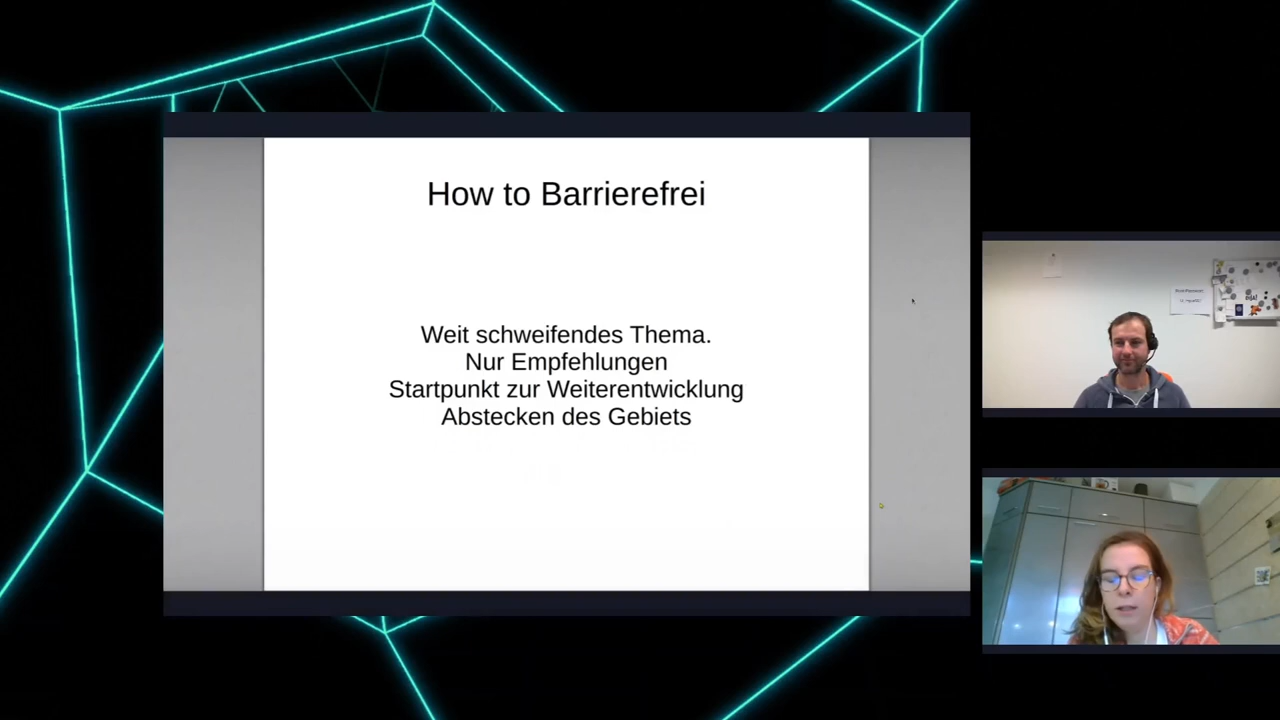 How to Barrierefrei
Weit schweifendes Thema.
Nur Empfehlungen
Startpunkt zur Weiterentwicklung
Abstecken des Gebiets